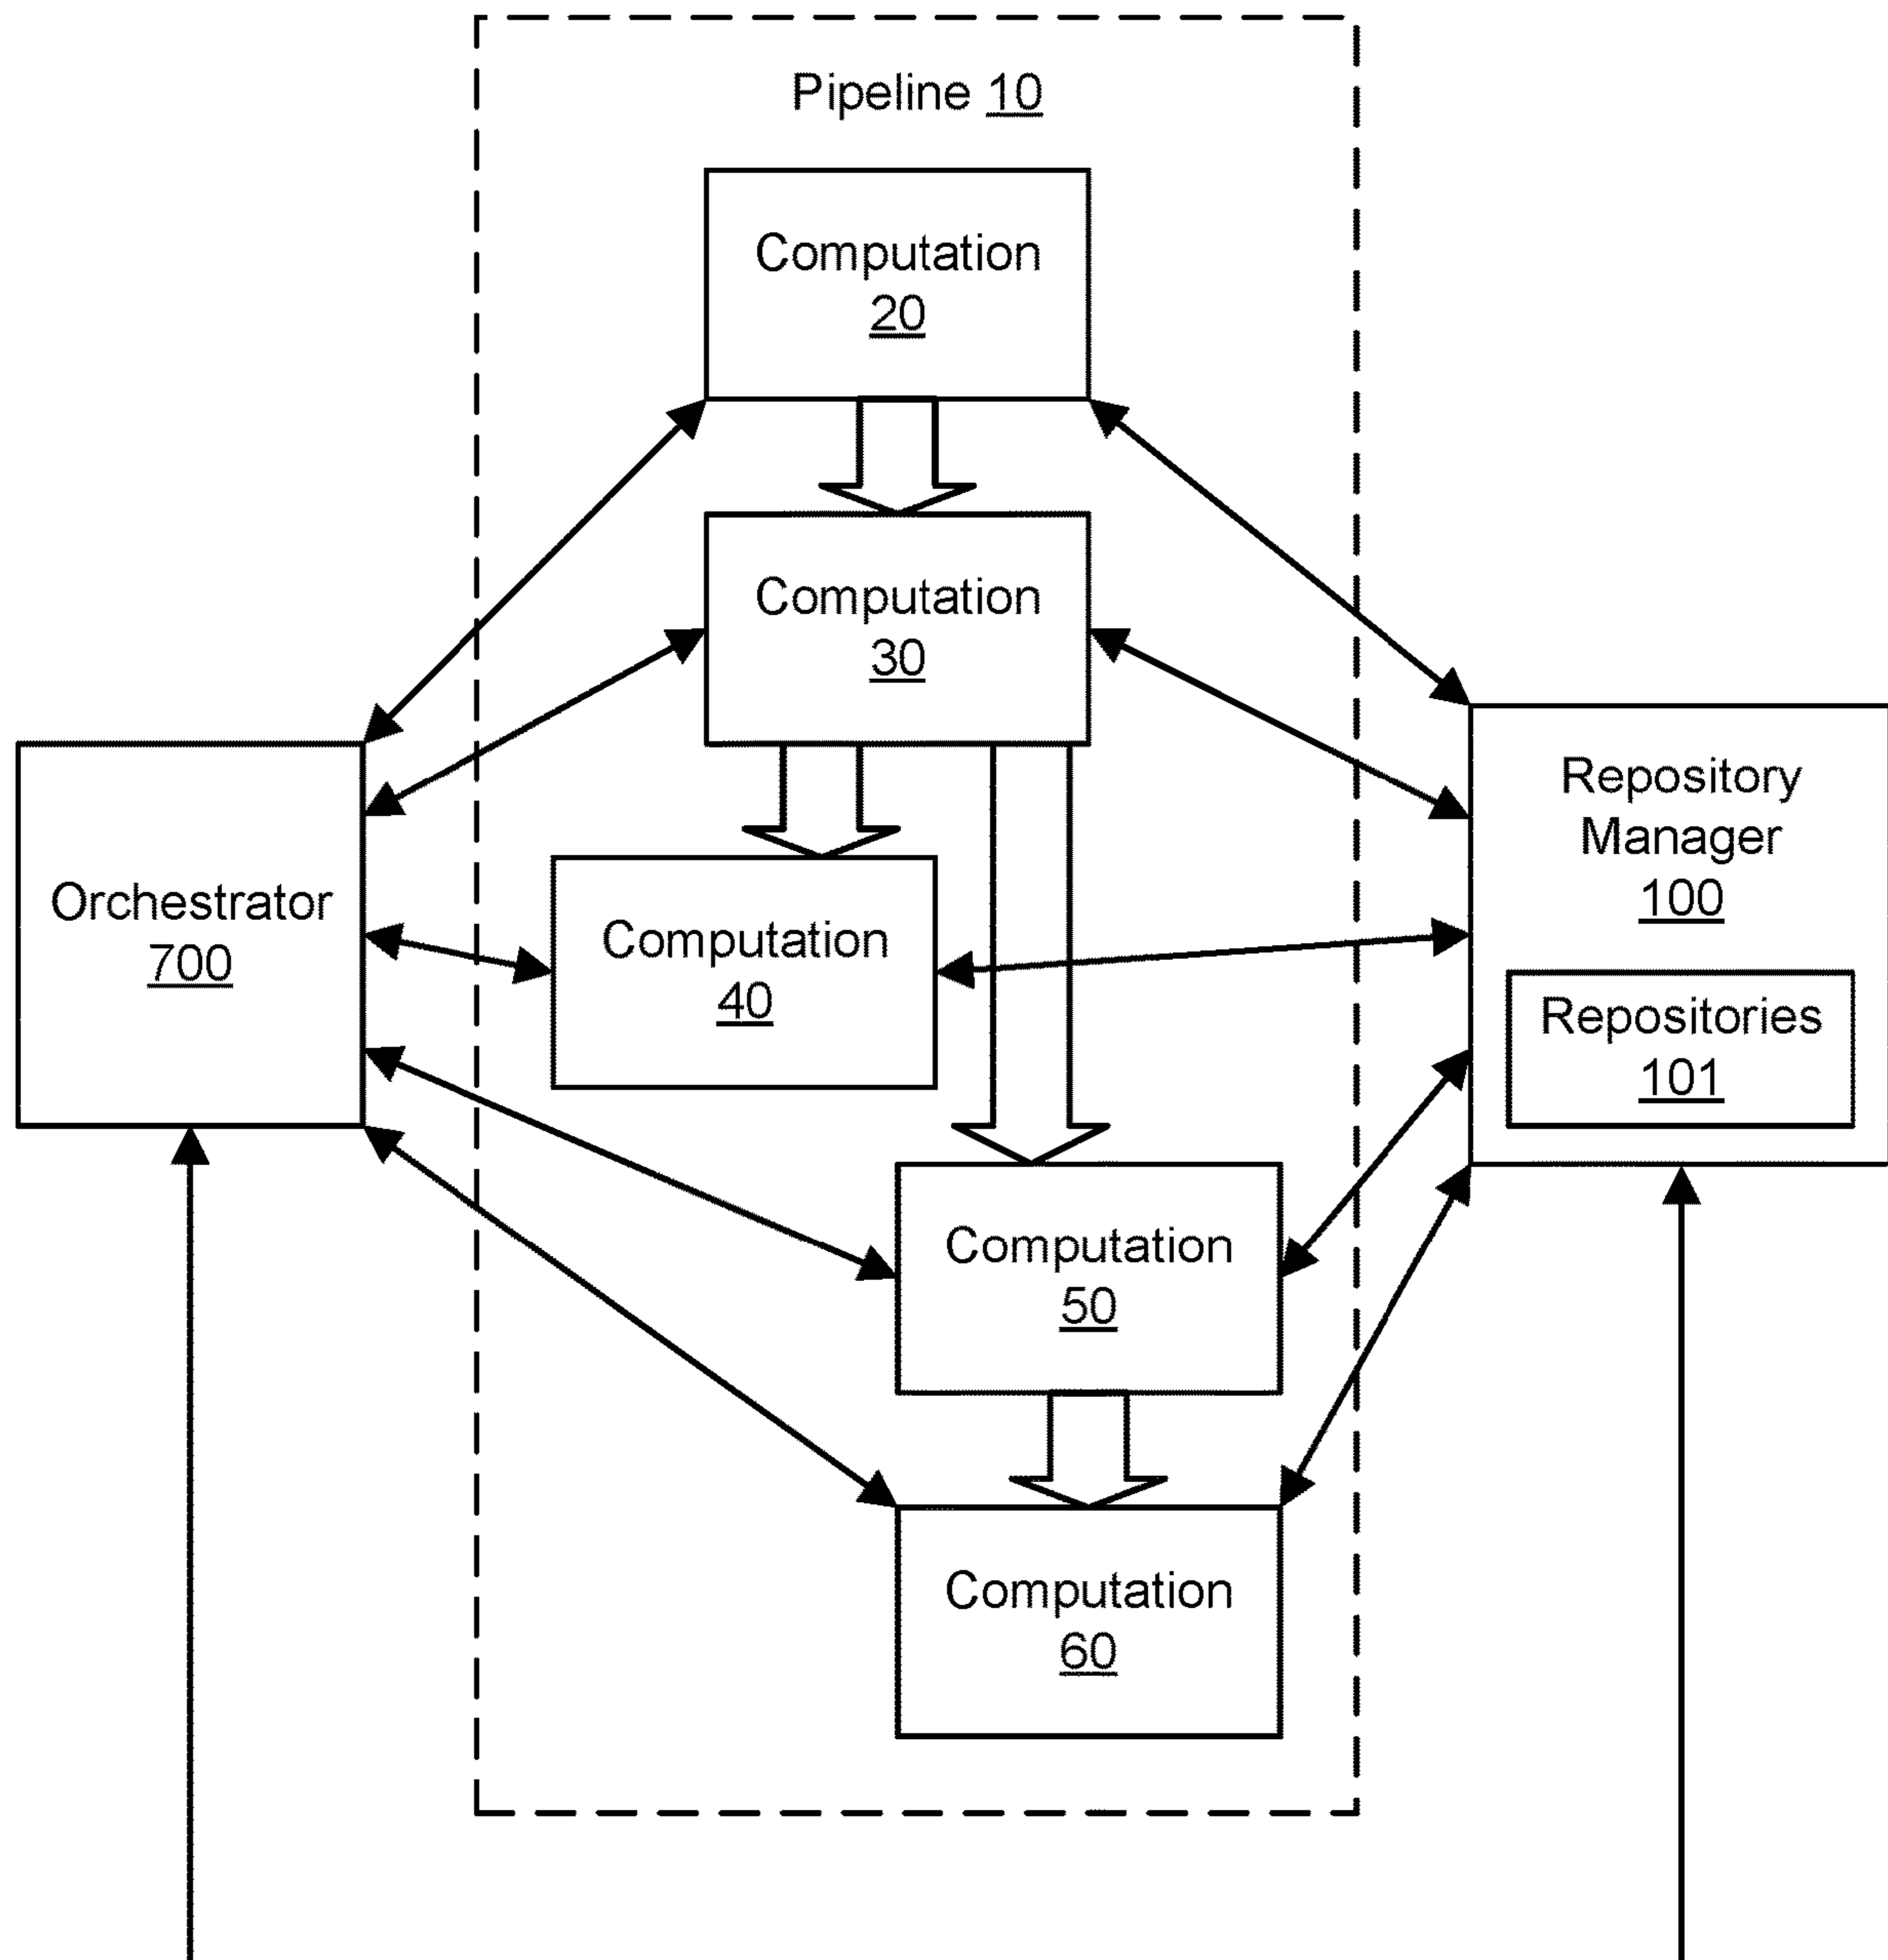 Pipeline 10
Computation
20
Computation
30
Repository
Manager
100
Orchestrator
700
Computation
40
Repositories
101
Computation
50
Computation
60